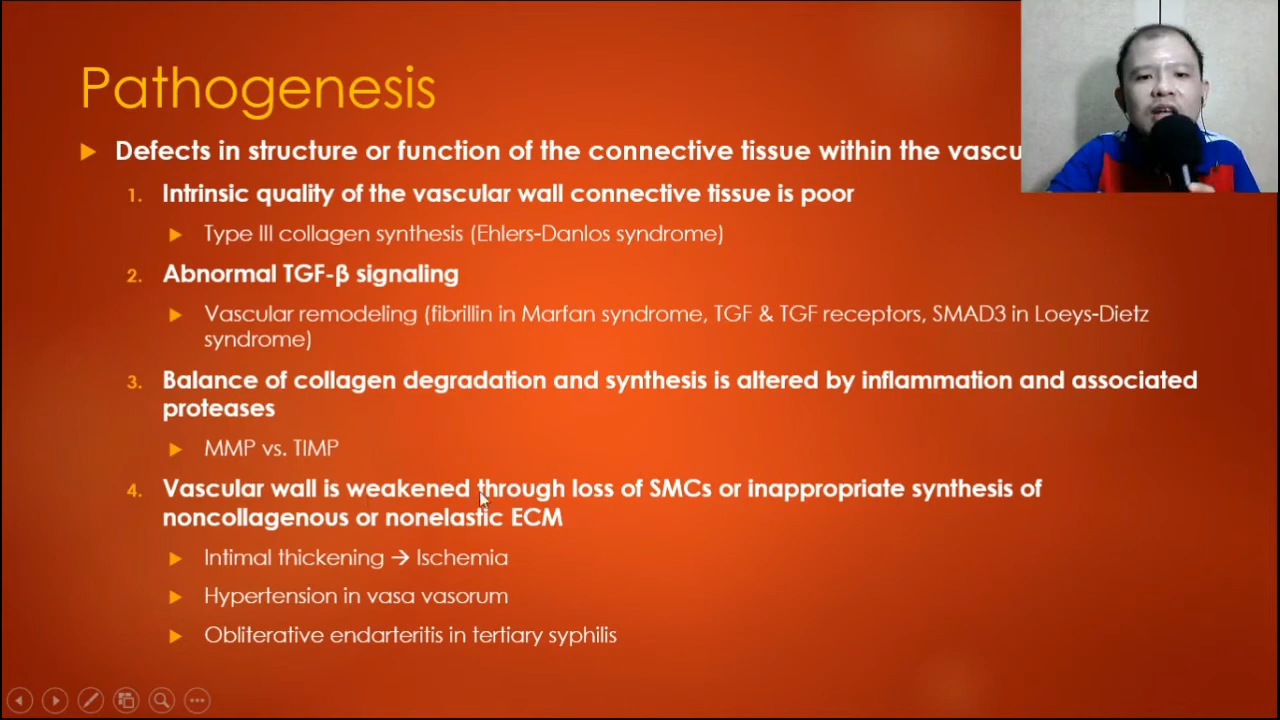 Pathogenesis
Defects in structure or function of the connective tissue within the
1. Intrinsic quality of the vascular wall connective tissue is poor
Type III collagen synthesis (Ehlers-Danlos syndrome)
2. Abnormal TGF-β signaling
Vascular remodeling (fibrillin in Marfan syndrome, TGF & TGF receptors, SMAD3 in Loeys-Dietz
syndrome)
3. Balance of collagen degradation and synthesis is altered by inflammation and associated
proteases
MMP vs. TIMP
4. Vascular wall is weakened through loss of SMCs or inappropriate synthesis of
noncollagenous or nonelastic ECM
Intimal thickening → Ischemia
Hypertension in vasa vasorum
Obliterative endarteritis in tertiary syphilis